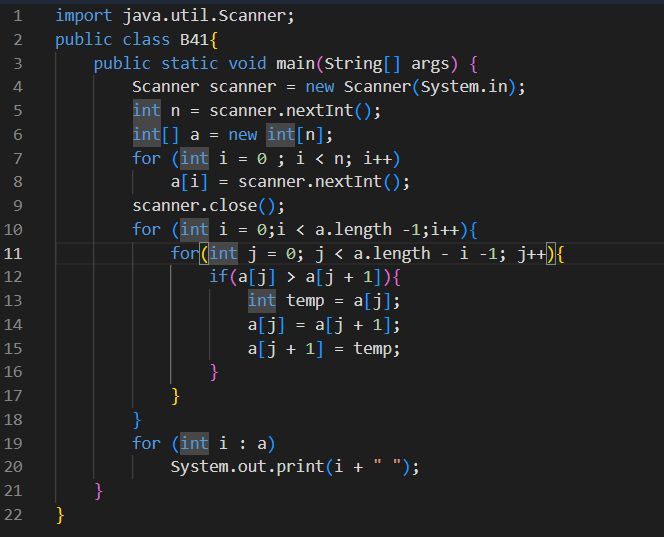 1 import java.util.Scanner;
2 public class B41{
3     public static void main(String[] args) {
4         Scanner scanner = new Scanner(System.in);
5         int n = scanner.nextInt();
6         int[] a = new int[n];
7         for (int i = 0 ; i < n; i++)
8             a[i] = scanner.nextInt();
9         scanner.close();
10         for (int i = 0;i < a.length -1;i++){
11             for(int j = 0; j < a.length - i -1; j++){
12                 if(a[j] > a[j + 1]){
13                     int temp = a[j];
14                     a[j] = a[j + 1];
15                     a[j + 1] = temp;
16                 }
17             }
18         }
19         for (int i : a)
20             System.out.print(i + " ");
21     }
22 }